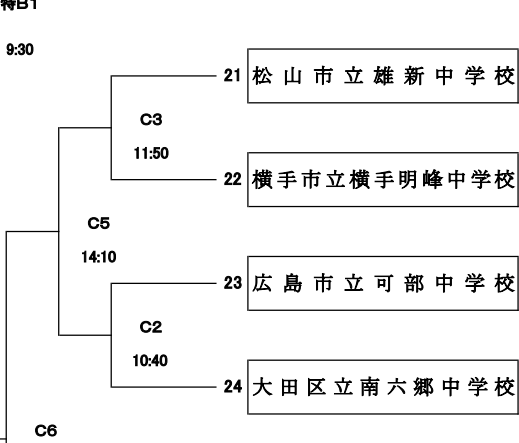 特B1
9:30
21 松山市立雄新中学校
C3
11:50
22 横手市立横手明峰中学校
C5
14:10
23 広島市立可部中学校
C2
10:40
24 大田区立南六郷中学校
C6